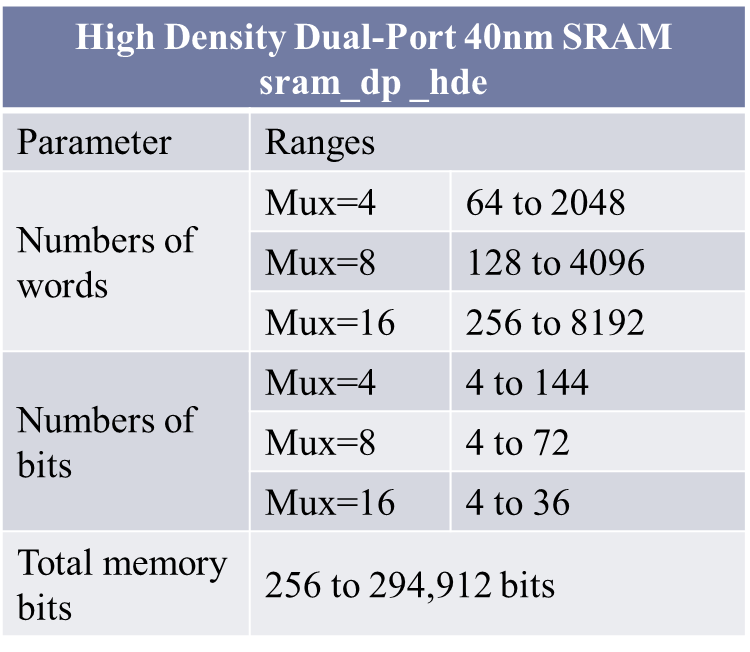 High Density Dual-Port 40nm SRAM
sram_dp _hde
Parameter
Ranges
Numbers of
words
Mux=4
64 to 2048
Mux=8
128 to 4096
Mux=16
256 to 8192
Numbers of
bits
Mux=4
4 to 144
Mux=8
4 to 72
Mux=16
4 to 36
Total memory
bits
256 to 294,912 bits